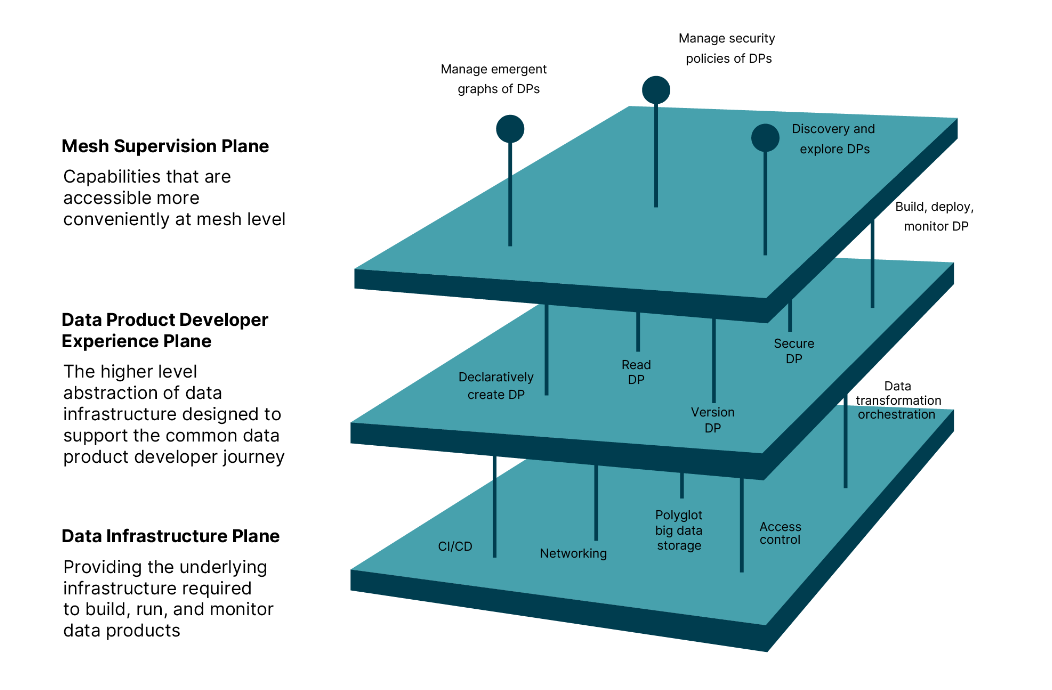 Manage security
policies of DPs
Manage emergent
graphs of DPs
Discovery and
explore DPs
Mesh Supervision Plane
Capabilities that are
accessible more
conveniently at mesh level
Build, deploy,
monitor DP
Data Product Developer
Experience Plane
The higher level
abstraction of data
infrastructure designed to
support the common data
product developer journey
Declaratively
create DP
Read
DP
Version
DP
Secure
DP
Data
transformation
orchestration
Data Infrastructure Plane
Providing the underlying
infrastructure required
to build, run, and monitor
data products
CI/CD
Networking
Polyglot
big data
storage
Access
control